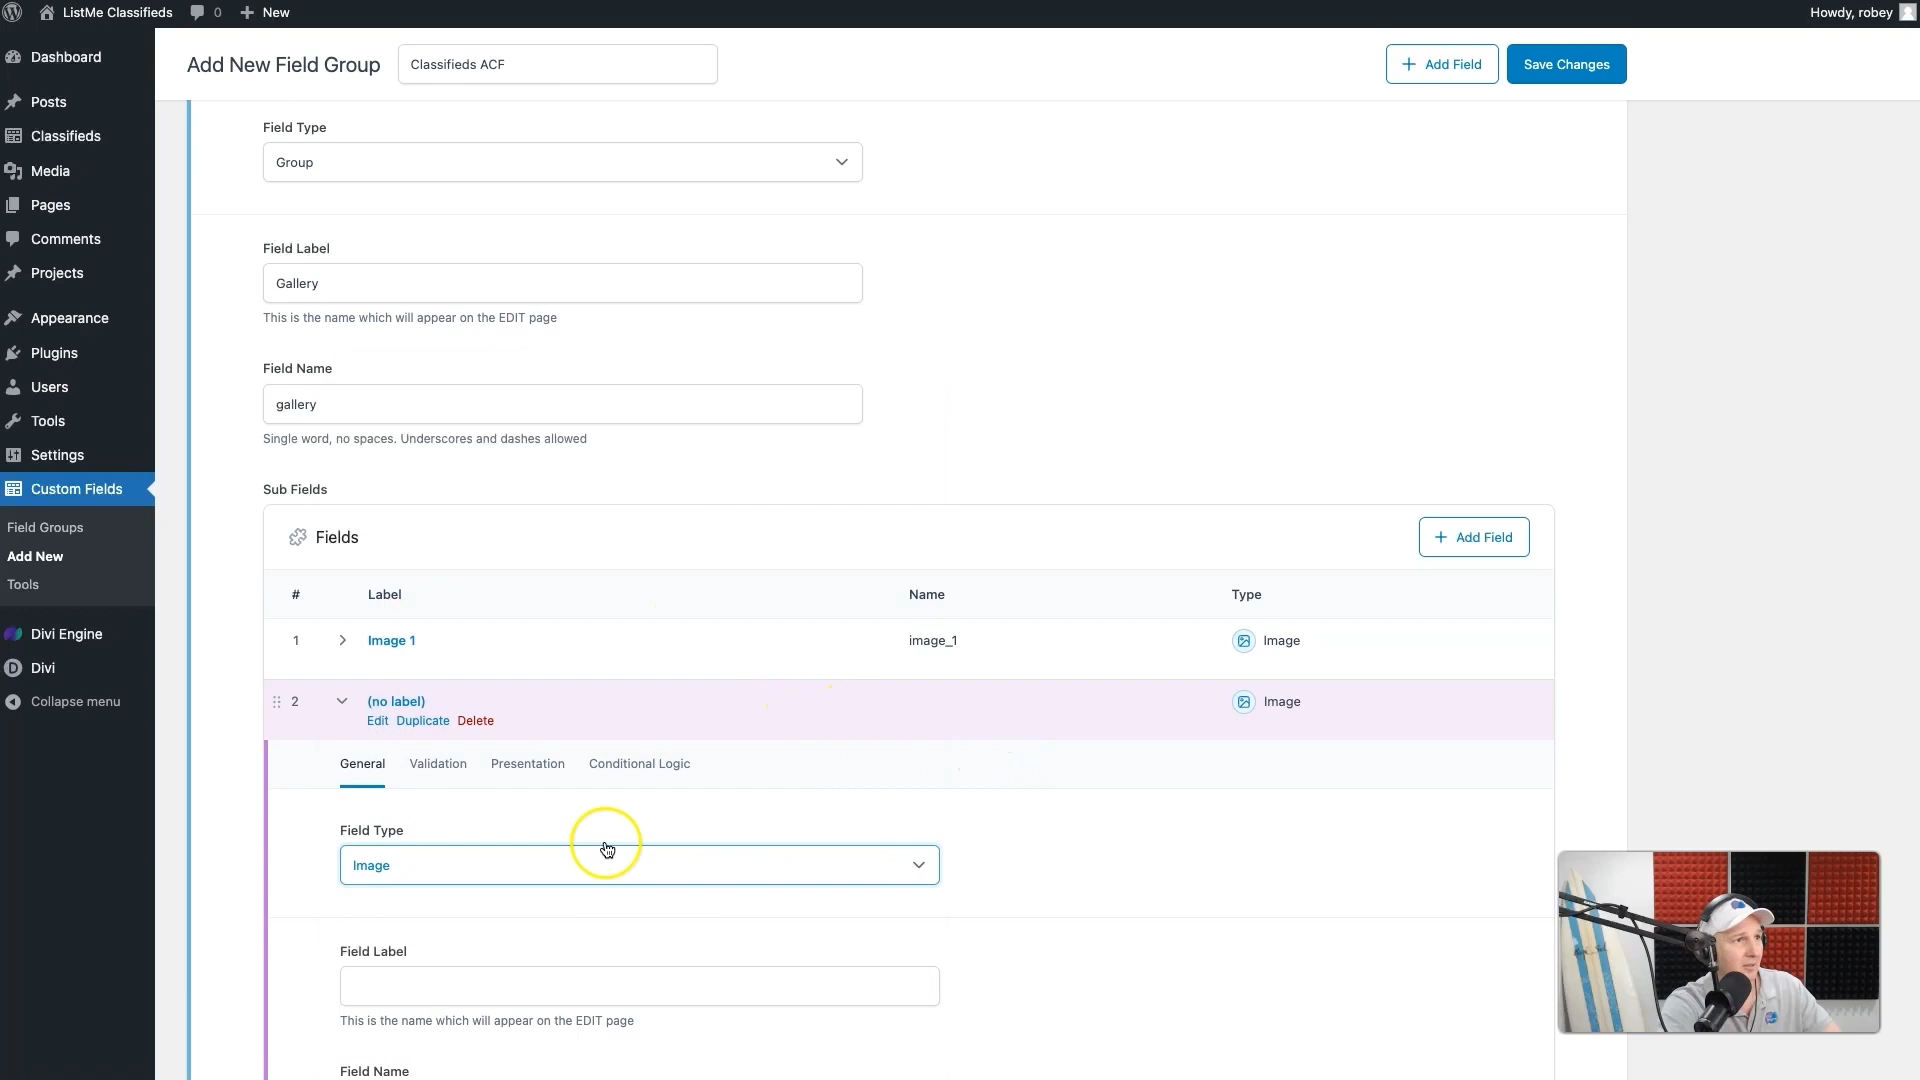 ListMe Classifieds
0
New
Howdy, robey
Dashboard
Posts
Classifieds
Media
Pages
Comments
Projects
Appearance
Plugins
Users
Tools
Settings
Custom Fields
Field Groups
Add New
Tools
Divi Engine
Divi
Collapse menu
Add New Field Group
Classifieds ACF
Add Field
Save Changes
Field Type
Group
Field Label
Gallery
This is the name which will appear on the EDIT page
Field Name
gallery
Single word, no spaces. Underscores and dashes allowed
Sub Fields
Fields
Add Field
# Label Name Type
1 Image 1 image_1 Image
2 (no label) Image
Edit Duplicate Delete
General Validation Presentation Conditional Logic
Field Type
Image
Field Label
This is the name which will appear on the EDIT page
Field Name